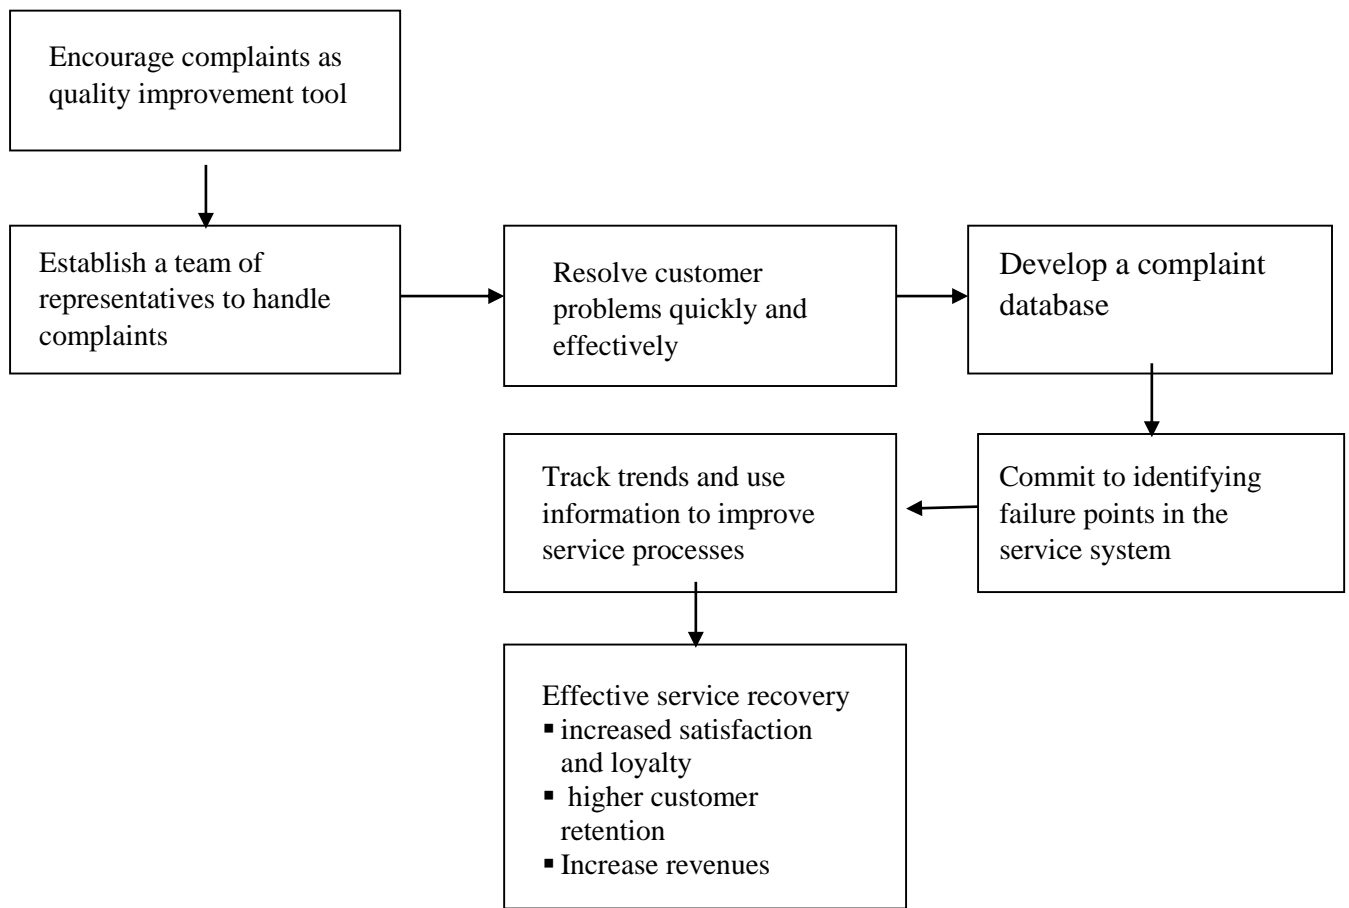 Encourage complaints as
quality improvement tool
Establish a team of
representatives to handle
complaints
Resolve customer
problems quickly and
effectively
Develop a complaint
database
Commit to identifying
failure points in the
service system
Track trends and use
information to improve
service processes
Effective service recovery
▪ increased satisfaction
and loyalty
▪ higher customer
retention
▪ Increase revenues